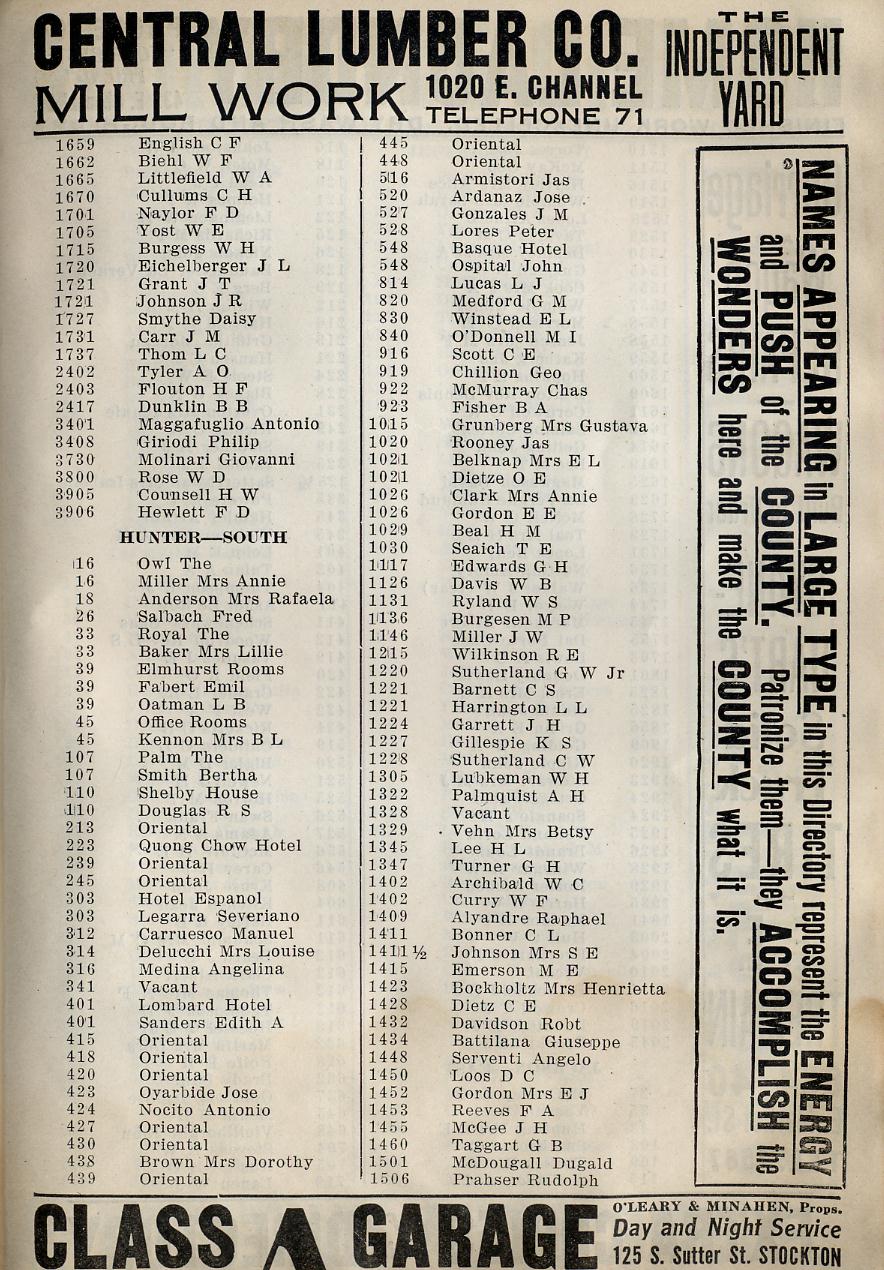 CENTRAL LUMBER CO.
MILL WORK
1020 E. CHANNEL
TELEPHONE 71
THE
INDEPENDENT
YARD
1659 English C F
1662 Biehl W F
1665 Littlefield W A
1670 Cullums C H
1701 Naylor F D
1705 Yost W E
1715 Burgess W H
1720 Eichelberger J L
1721 Grant J T
1721 Johnson J R
1727 Smythe Daisy
1731 Carr J M
1737 Thom L C
2402 Tyler A O
2403 Flouton H F
2417 Dunklin B B
3401 Maggafuglio Antonio
3408 Giriodi Philip
3730 Molinari Giovanni
3800 Rose W D
3905 Counsell H W
3906 Hewlett F D
HUNTER—SOUTH
16 Owl The
16 Miller Mrs Annie
18 Anderson Mrs Rafaela
26 Salbach Fred
33 Royal The
33 Baker Mrs Lillie
39 Elmhurst Rooms
39 Fabert Emil
39 Oatman L B
45 Office Rooms
45 Kennon Mrs B L
107 Palm The
107 Smith Bertha
110 Shelby House
110 Douglas R S
213 Oriental
223 Quong Chow Hotel
239 Oriental
245 Oriental
303 Hotel Espanol
303 Legarra Severiano
312 Carruesco Manuel
314 Delucchi Mrs Louise
316 Medina Angelina
341 Vacant
401 Lombard Hotel
401 Sanders Edith A
415 Oriental
418 Oriental
420 Oriental
423 Oyarbide Jose
424 Nocito Antonio
427 Oriental
430 Oriental
438 Brown Mrs Dorothy
439 Oriental
445 Oriental
448 Oriental
516 Armistori Jas
520 Ardanaz Jose
527 Gonzales J M
528 Lores Peter
548 Basque Hotel
548 Ospital John
814 Lucas L J
820 Medford G M
830 Winstead E L
840 O'Donnell M I
916 Scott C E
919 Chillion Geo
922 McMurray Chas
923 Fisher B A
1015 Grunberg Mrs Gustava
1020 Rooney Jas
1021 Belknap Mrs E L
1021 Dietze O E
1026 Clark Mrs Annie
1026 Gordon E E
1029 Beal H M
1030 Seaich T E
1117 Edwards G H
1126 Davis W B
1131 Ryland W S
1136 Burgesen M P
1146 Miller J W
1215 Wilkinson R E
1220 Sutherland G W Jr
1221 Barnett C S
1221 Harrington L L
1224 Garrett J H
1227 Gillespie K S
1228 Sutherland C W
1305 Lubkeman W H
1322 Palmquist A H
1328 Vacant
1329 Vehn Mrs Betsy
1345 Lee H L
1347 Turner G H
1402 Archibald W C
1402 Curry W F
1409 Alyandre Raphael
1411 Bonner C L
1411½ Johnson Mrs S E
1415 Emerson M E
1423 Bockholtz Mrs Henrietta
1428 Dietz C E
1432 Davidson Robt
1434 Battilana Giuseppe
1448 Serventi Angelo
1450 Loos D C
1452 Gordon Mrs E J
1453 Reeves F A
1455 McGee J H
1460 Taggart G B
1501 McDougall Dugald
1506 Prahser Rudolph
NAMES APPEARING in LARGE TYPE in this Directory represent the ENERGY
and PUSH of the COUNTY. Patronize them—they ACCOMPLISH the
WONDERS here and make the COUNTY what it is.
CLASS A GARAGE
O'LEARY & MINAHEN, Props.
Day and Night Service
125 S. Sutter St. STOCKTON